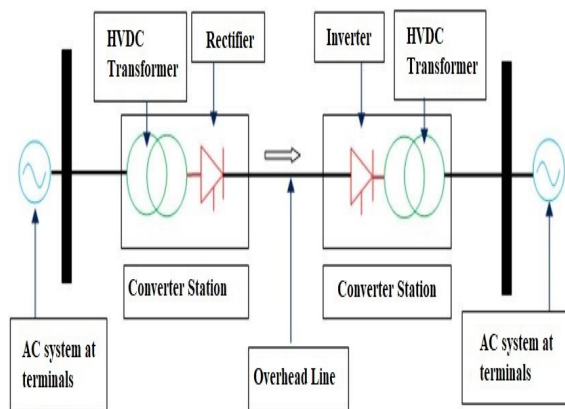 HVDC
Transformer
Rectifier
Inverter
HVDC
Transformer
Converter Station
Converter Station
AC system at
terminals
Overhead Line
AC system at
terminals